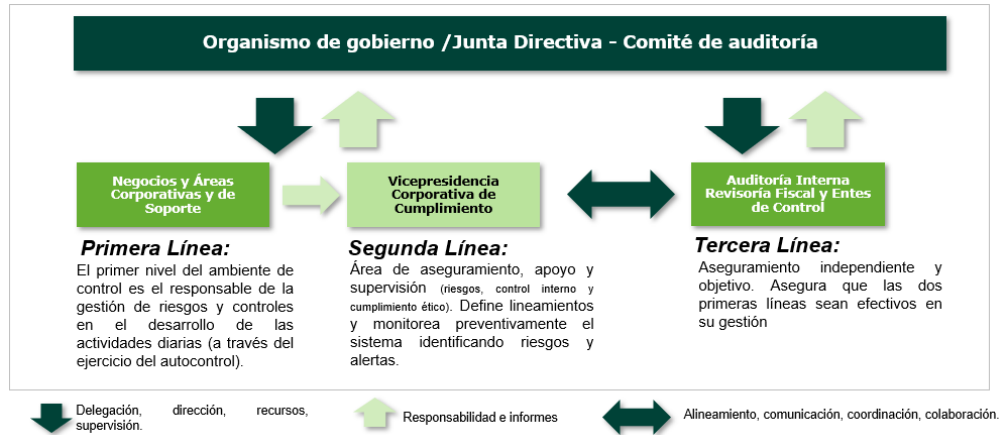 Organismo de gobierno /Junta Directiva - Comité de auditoría
Negocios y Áreas
Corporativas y de
Soporte
Vicepresidencia
Corporativa de
Cumplimiento
Auditoría Interna
Revisoría Fiscal y Entes
de Control
Primera Línea:
El primer nivel del ambiente de
control es el responsable de la
gestión de riesgos y controles
en el desarrollo de las
actividades diarias (a través del
ejercicio del autocontrol).
Segunda Línea:
Área de aseguramiento, apoyo y
supervisión (riesgos, control interno y
cumplimiento ético). Define lineamientos
y monitorea preventivamente el
sistema identificando riesgos y
alertas.
Tercera Línea:
Aseguramiento independiente y
objetivo. Asegura que las dos
primeras líneas sean efectivos en
su gestión
Delegación, dirección, recursos,
supervisión.
Responsabilidad e informes
Alineamiento, comunicación, coordinación, colaboración.